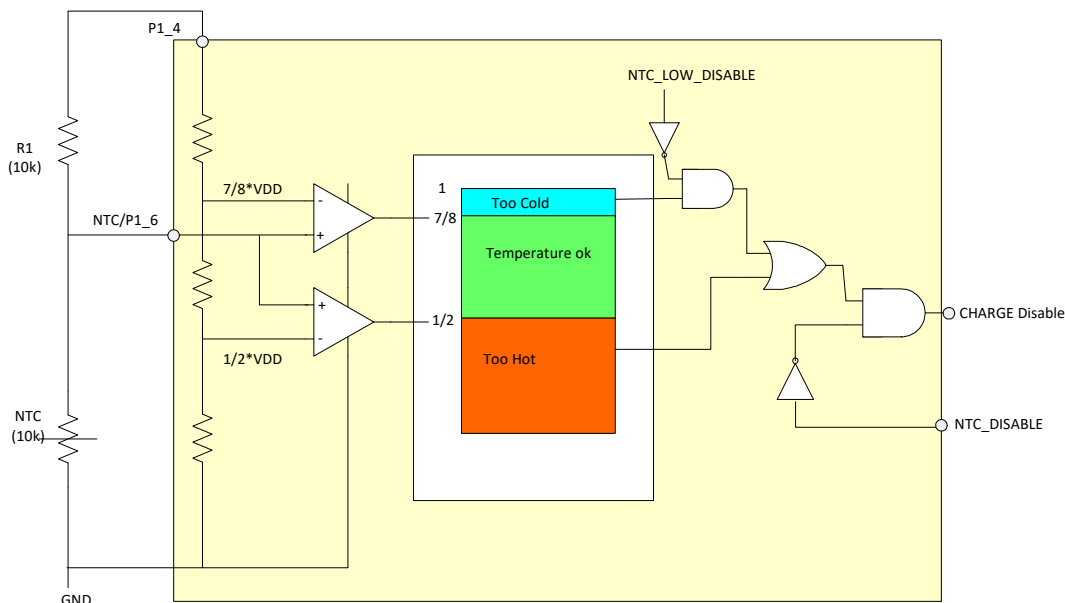 P1_4
NTC_LOW_DISABLE
R1
(10k)
7/8*VDD
1
Too Cold
7/8
NTC/P1_6
Temperature ok
1/2
CHARGE Disable
1/2*VDD
Too Hot
NTC
(10k)
NTC_DISABLE
GND
-
+
+
-